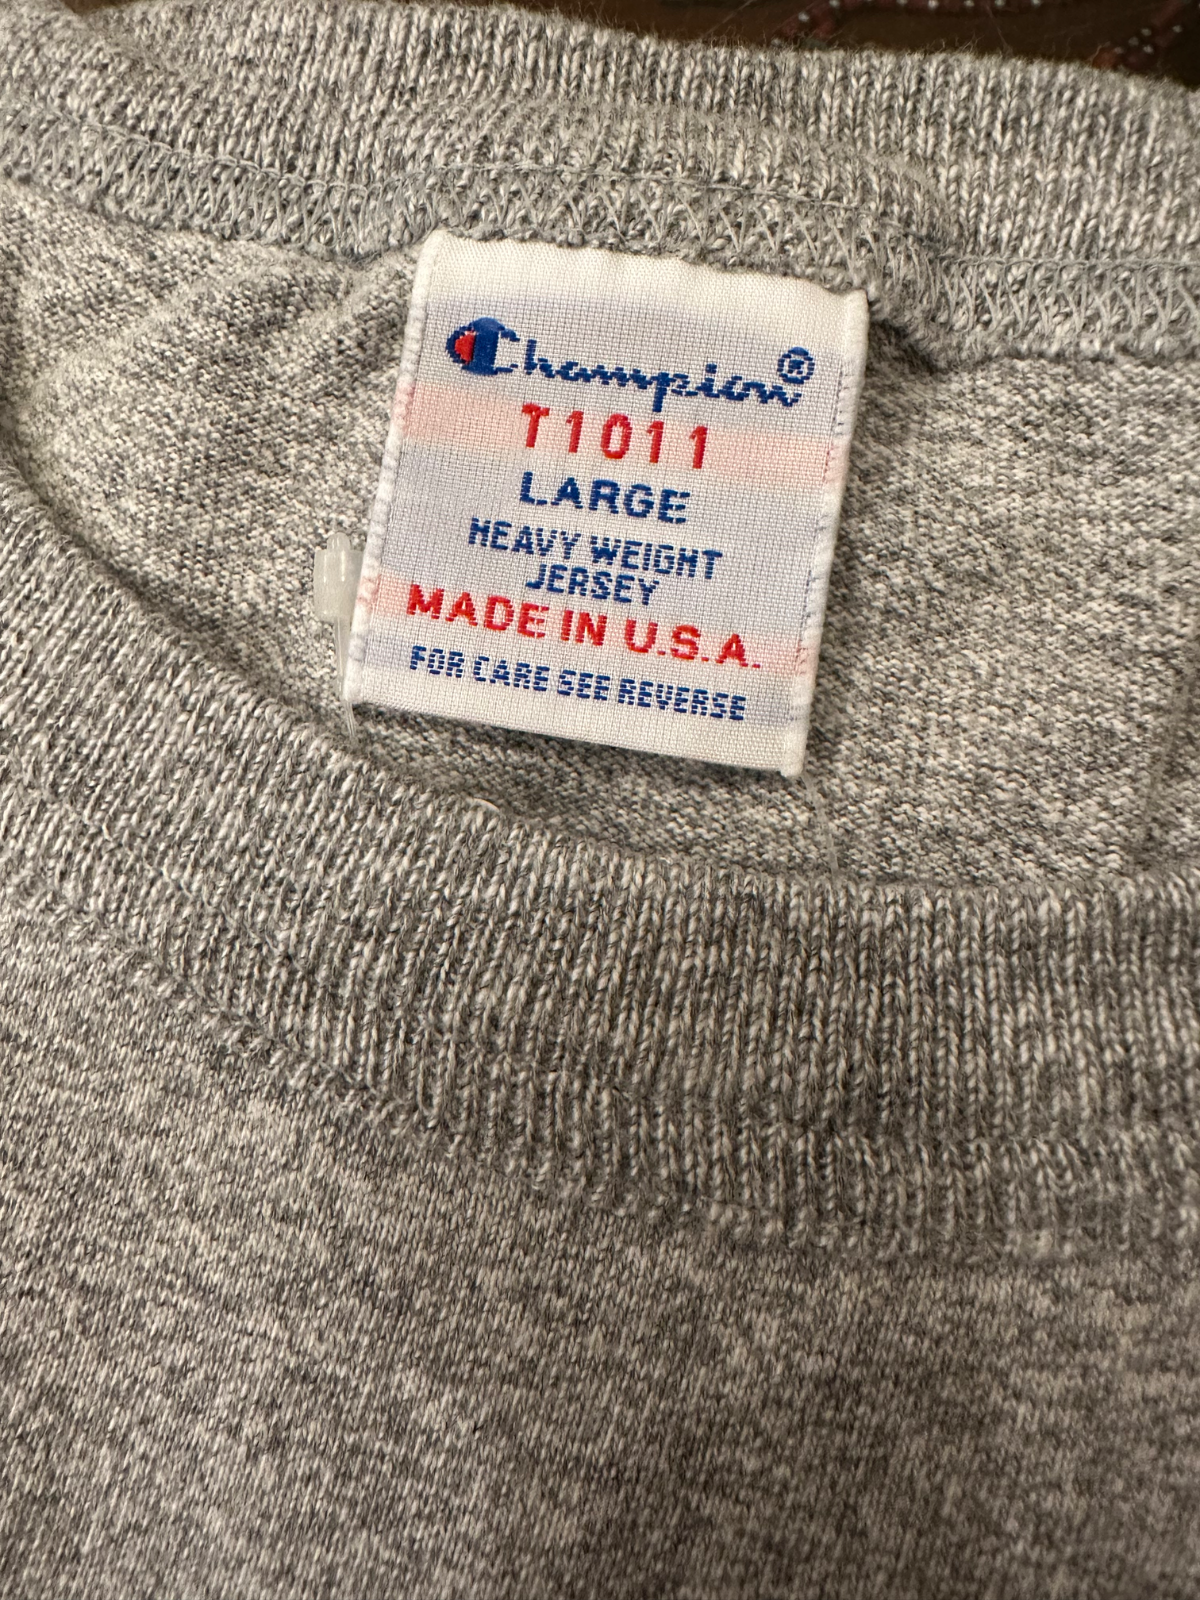 Champion®
T1011
LARGE
HEAVY WEIGHT
JERSEY
MADE IN U.S.A.
FOR CARE SEE REVERSE